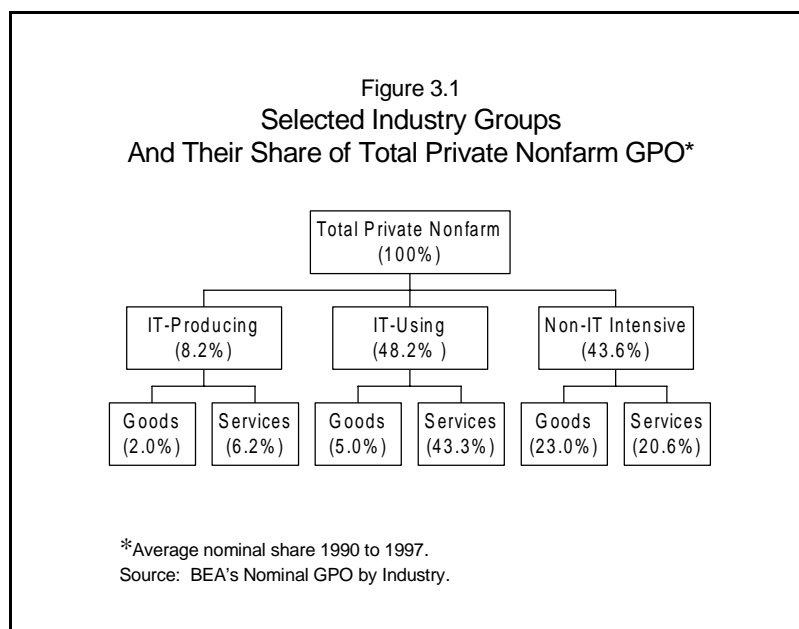 Figure 3.1
Selected Industry Groups
And Their Share of Total Private Nonfarm GPO*
Total Private Nonfarm
(100%)
IT-Producing
(8.2%)
IT-Using
(48.2% )
Non-IT Intensive
(43.6%)
Goods
(2.0%)
Services
(6.2%)
Goods
(5.0%)
Services
(43.3%)
Goods
(23.0%)
Services
(20.6%)
*Average nominal share 1990 to 1997.
Source: BEA's Nominal GPO by Industry.